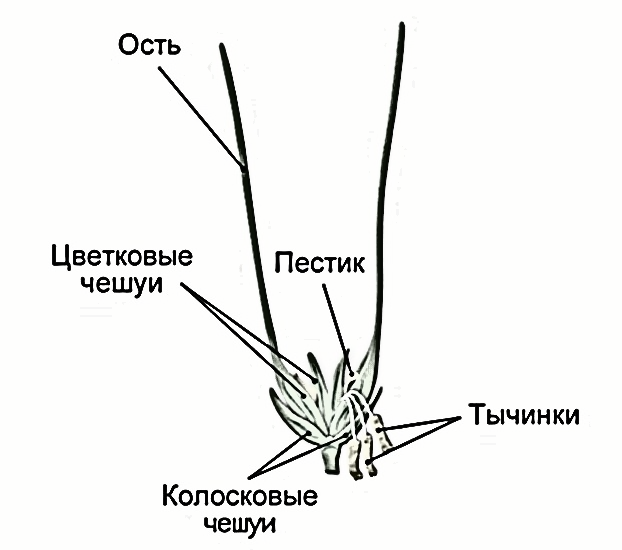 Ость
Цветковые
чешуи
Пестик
Тычинки
Колосковые
чешуи